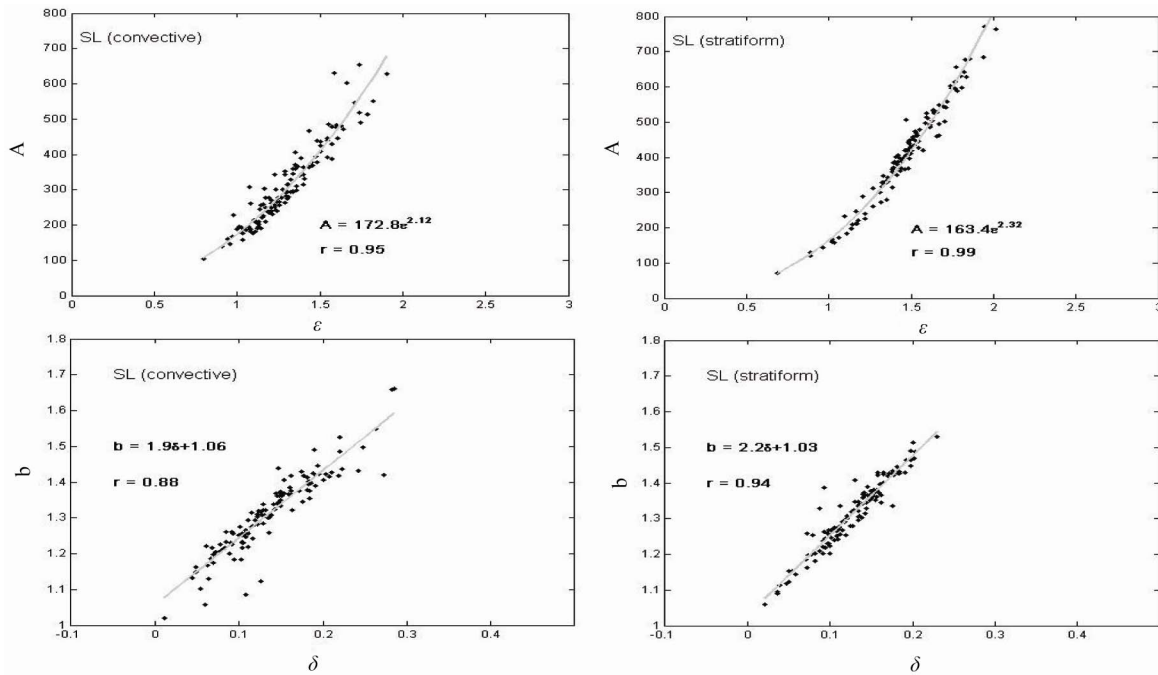 800
700
600
500
400
300
200
100
0
A
SL (convective)
A = 172.8ε^2.12
r = 0.95
0 0.5 1 1.5 2 2.5 3
ε
800
700
600
500
400
300
200
100
0
A
SL (stratiform)
A = 163.4ε^2.32
r = 0.99
0 0.5 1 1.5 2 2.5 3
ε
1.8
1.7
1.6
1.5
1.4
1.3
1.2
1.1
1
b
SL (convective)
b = 1.9δ+1.06
r = 0.88
-0.1 0 0.1 0.2 0.3 0.4
δ
1.8
1.7
1.6
1.5
1.4
1.3
1.2
1.1
1
b
SL (stratiform)
b = 2.2δ+1.03
r = 0.94
-0.1 0 0.1 0.2 0.3 0.4
δ